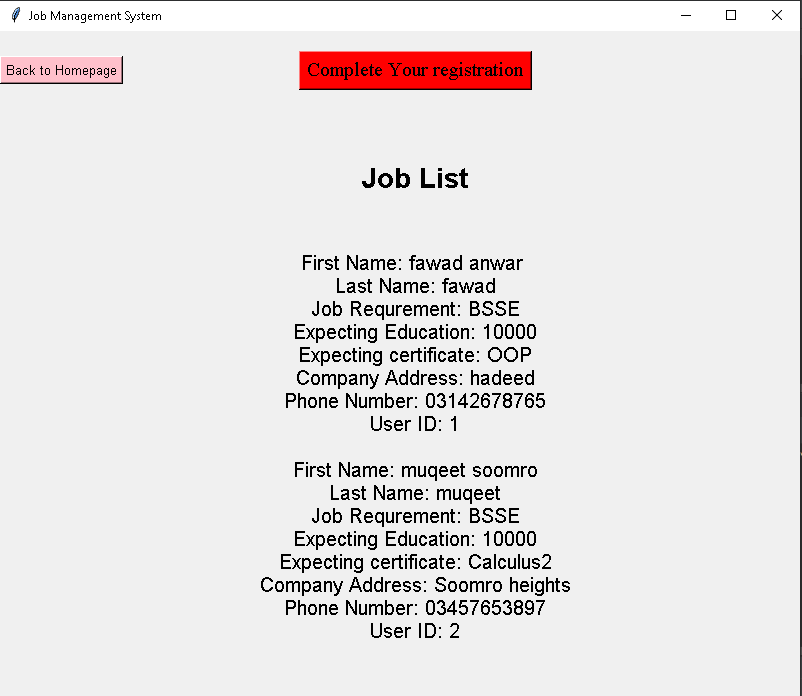 Job Management System
Back to Homepage
Complete Your registration
Job List
First Name: fawad anwar
Last Name: fawad
Job Requrement: BSSE
Expecting Education: 10000
Expecting certificate: OOP
Company Address: hadeed
Phone Number: 03142678765
User ID: 1
First Name: muqeet soomro
Last Name: muqeet
Job Requrement: BSSE
Expecting Education: 10000
Expecting certificate: Calculus2
Company Address: Soomro heights
Phone Number: 03457653897
User ID: 2